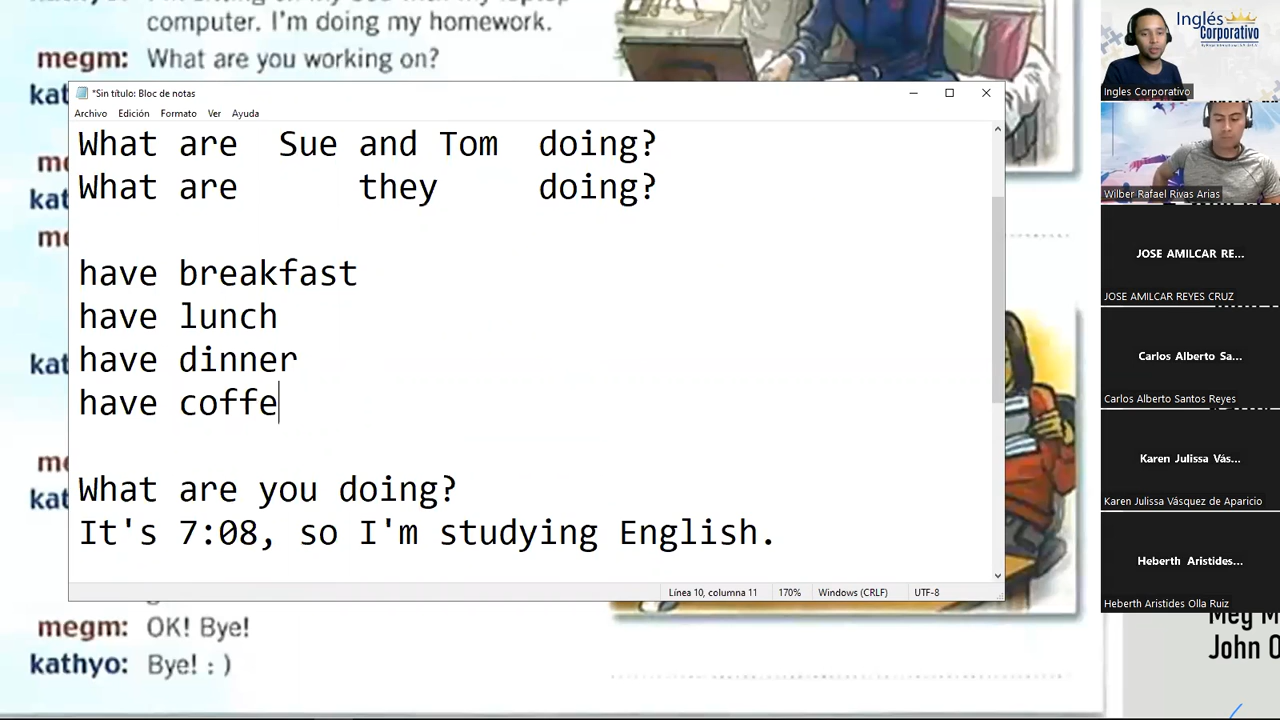 computer. I'm doing my homework.
megm: What are you working on?
*Sin título: Bloc de notas
Archivo Edición Formato Ver Ayuda
What are Sue and Tom doing?
What are they doing?
have breakfast
have lunch
have dinner
have coffe
What are you doing?
It's 7:08, so I'm studying English.
Línea 10, columna 11 170% Windows (CRLF) UTF-8
megm: OK! Bye!
kathyo: Bye! : )
Inglés
Corporativo
Ingles Corporativo
Wilber Rafael Rivas Arias
JOSE AMILCAR RE...
JOSE AMILCAR REYES CRUZ
Carlos Alberto Sa...
Carlos Alberto Santos Reyes
Karen Julissa Vás...
Karen Julissa Vásquez de Aparicio
Heberth Aristides...
Heberth Aristides Olla Ruiz
Meg M
John O